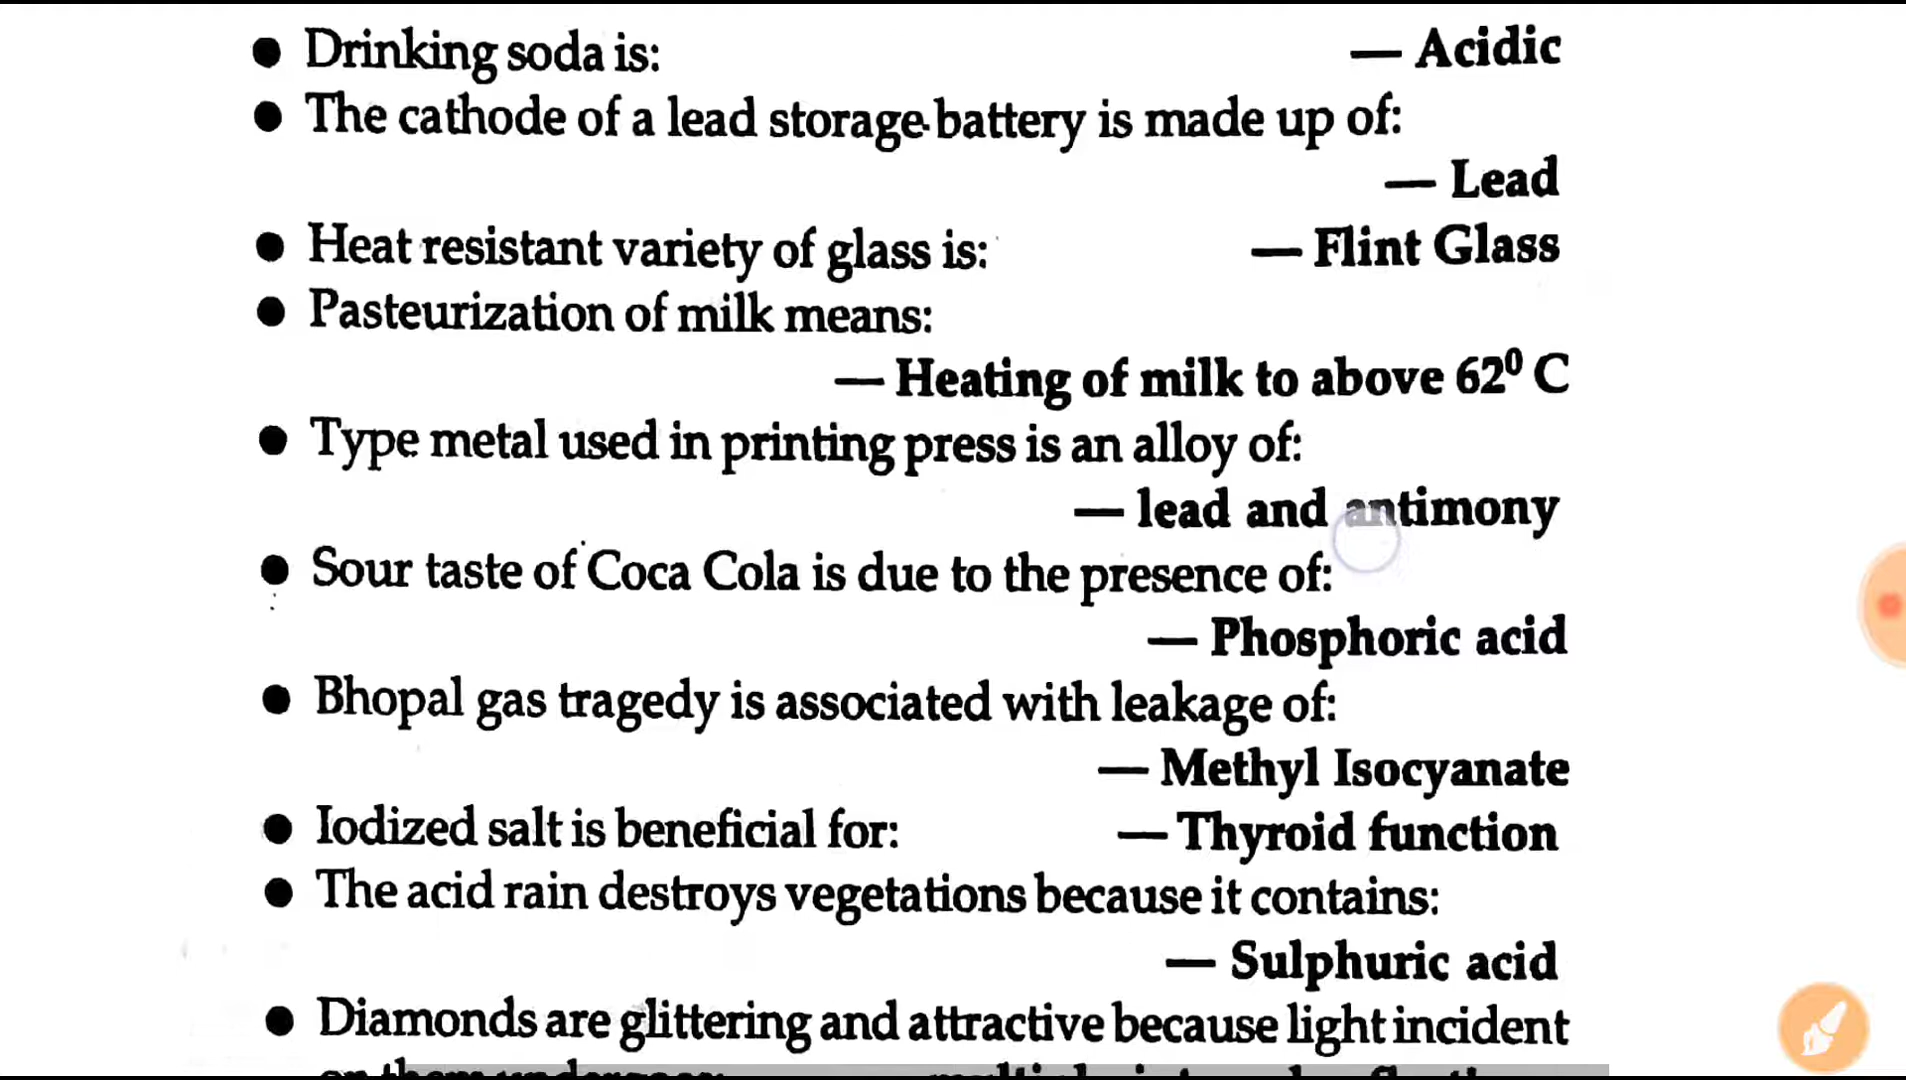 ● Drinking soda is: — Acidic
● The cathode of a lead storage battery is made up of:
— Lead
● Heat resistant variety of glass is: — Flint Glass
● Pasteurization of milk means:
— Heating of milk to above 62⁰ C
● Type metal used in printing press is an alloy of:
— lead and antimony
● Sour taste of Coca Cola is due to the presence of:
— Phosphoric acid
● Bhopal gas tragedy is associated with leakage of:
— Methyl Isocyanate
● Iodized salt is beneficial for: — Thyroid function
● The acid rain destroys vegetations because it contains:
— Sulphuric acid
● Diamonds are glittering and attractive because light incident